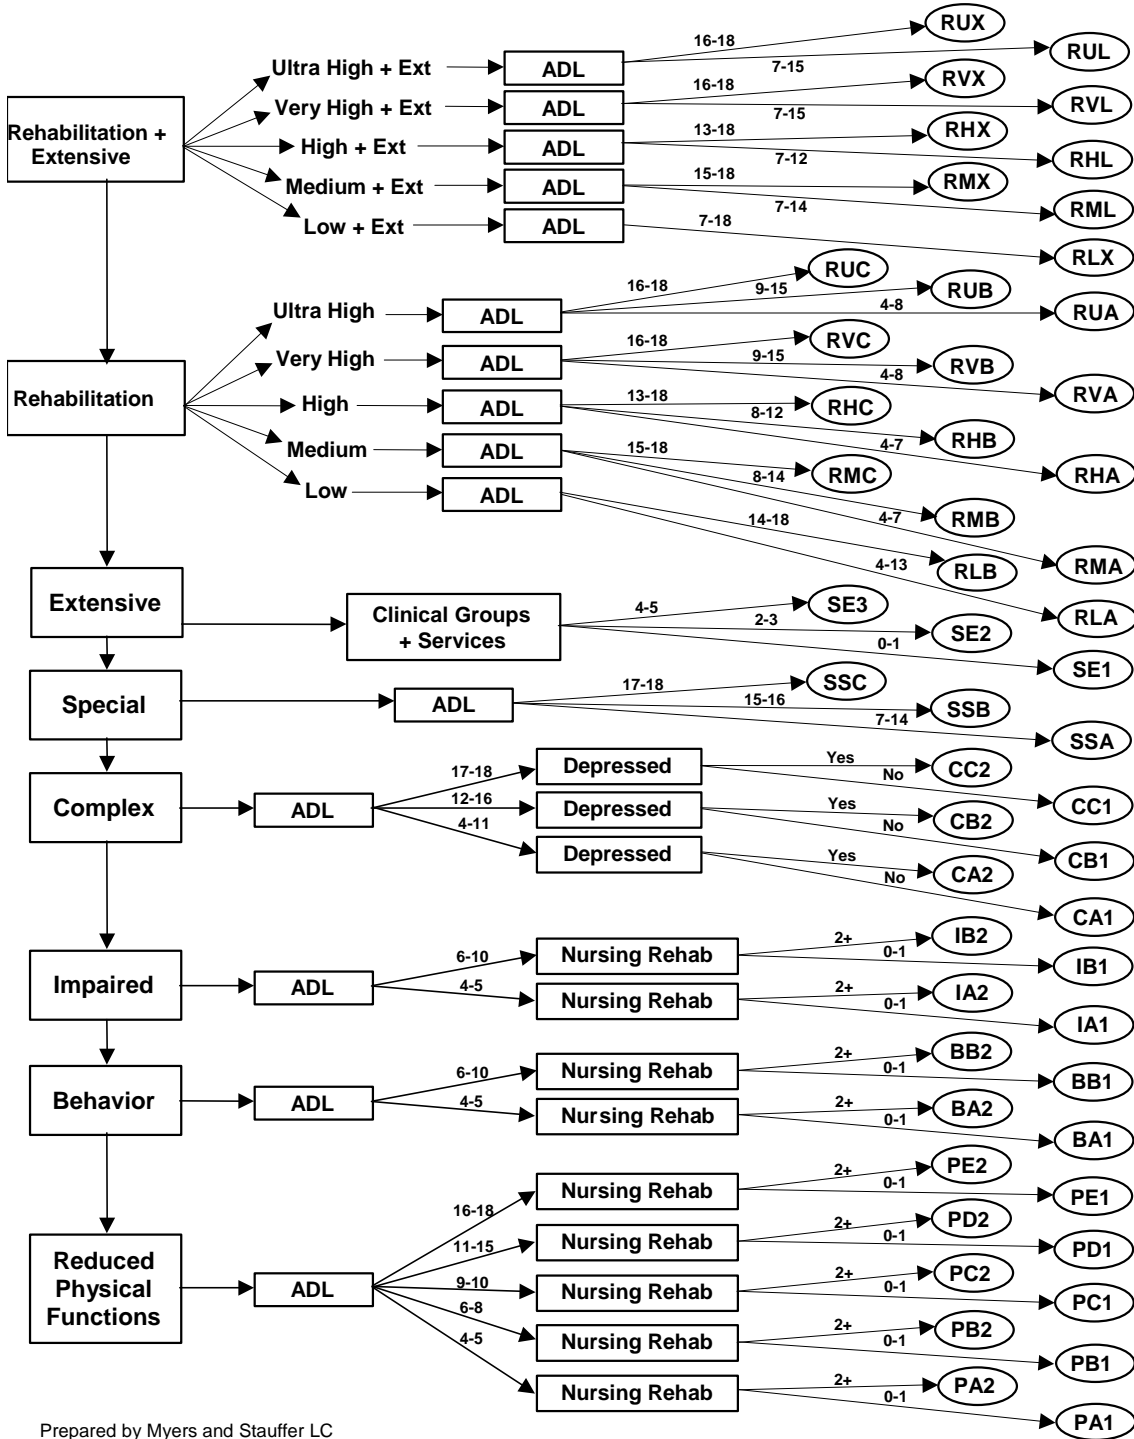 16-18
RUX
Ultra High + Ext
ADL
7-15
RUL
16-18
RVX
Very High + Ext
ADL
7-15
RVL
Rehabilitation +
Extensive
High + Ext
ADL
13-18
RHX
7-12
RHL
Medium + Ext
ADL
15-18
RMX
7-14
RML
Low + Ext
ADL
7-18
RLX
Ultra High
ADL
16-18
RUC
9-15
RUB
4-8
RUA
Very High
ADL
16-18
RVC
9-15
RVB
4-8
RVA
Rehabilitation
High
ADL
13-18
RHC
8-12
RHB
4-7
RHA
Medium
ADL
15-18
RMC
8-14
RMB
4-7
RMA
Low
ADL
14-18
RLB
4-13
RLA
Extensive
Clinical Groups
+ Services
4-5
SE3
2-3
SE2
0-1
SE1
Special
ADL
17-18
SSC
15-16
SSB
7-14
SSA
Complex
ADL
17-18
Depressed
Yes
CC2
No
CC1
12-16
Depressed
Yes
CB2
No
CB1
4-11
Depressed
Yes
CA2
No
CA1
Impaired
ADL
6-10
Nursing Rehab
2+
IB2
0-1
IB1
4-5
Nursing Rehab
2+
IA2
0-1
IA1
Behavior
ADL
6-10
Nursing Rehab
2+
BB2
0-1
BB1
4-5
Nursing Rehab
2+
BA2
0-1
BA1
Reduced
Physical
Functions
ADL
16-18
Nursing Rehab
2+
PE2
0-1
PE1
11-15
Nursing Rehab
2+
PD2
0-1
PD1
9-10
Nursing Rehab
2+
PC2
0-1
PC1
6-8
Nursing Rehab
2+
PB2
0-1
PB1
4-5
Nursing Rehab
2+
PA2
0-1
PA1
Prepared by Myers and Stauffer LC